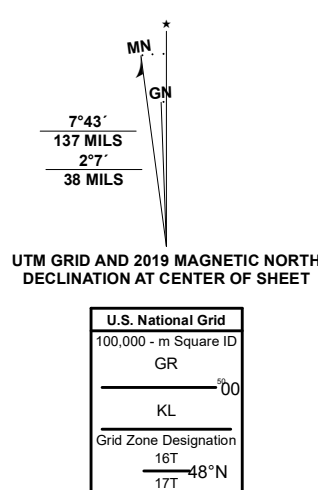 MN
GN
7°43´
137 MILS
2°7´
38 MILS
UTM GRID AND 2019 MAGNETIC NORTH
DECLINATION AT CENTER OF SHEET
U.S. National Grid
100,000 - m Square ID
GR
5000
KL
Grid Zone Designation
16T
48°N
17T